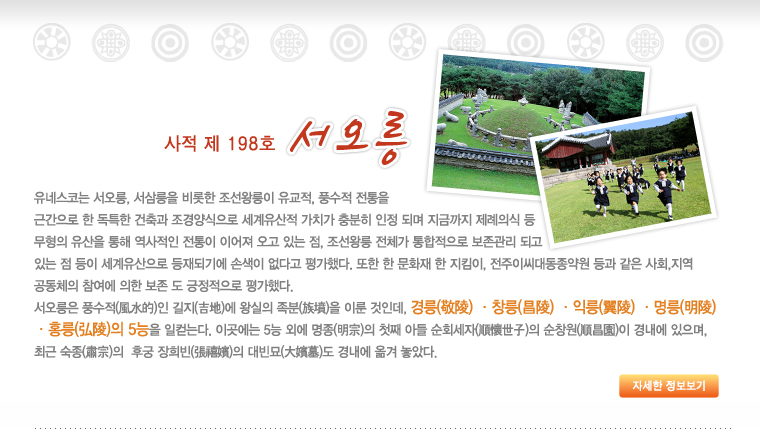 사적 제 198호 서오릉
유네스코는 서오릉, 서삼릉을 비롯한 조선왕릉이 유교적, 풍수적 전통을
근간으로 한 독특한 건축과 조경양식으로 세계유산적 가치가 충분히 인정 되며 지금까지 제례의식 등
무형의 유산을 통해 역사적인 전통이 이어져 오고 있는 점, 조선왕릉 전체가 통합적으로 보존관리 되고
있는 점 등이 세계유산으로 등재되기에 손색이 없다고 평가했다. 또한 한 문화재 한 지킴이, 전주이씨대동종약원 등과 같은 사회,지역
공동체의 참여에 의한 보존 도 긍정적으로 평가했다.
서오릉은 풍수적(風水的)인 길지(吉地)에 왕실의 족분(族墳)을 이룬 것인데, 경릉(敬陵) · 창릉(昌陵) · 익릉(翼陵) · 명릉(明陵)
· 홍릉(弘陵)의 5능을 일컫는다. 이곳에는 5능 외에 명종(明宗)의 첫째 아들 순회세자(順懷世子)의 순창원(順昌園)이 경내에 있으며,
최근 숙종(肅宗)의 후궁 장희빈(張禧嬪)의 대빈묘(大嬪墓)도 경내에 옮겨 놓았다.
자세한 정보보기